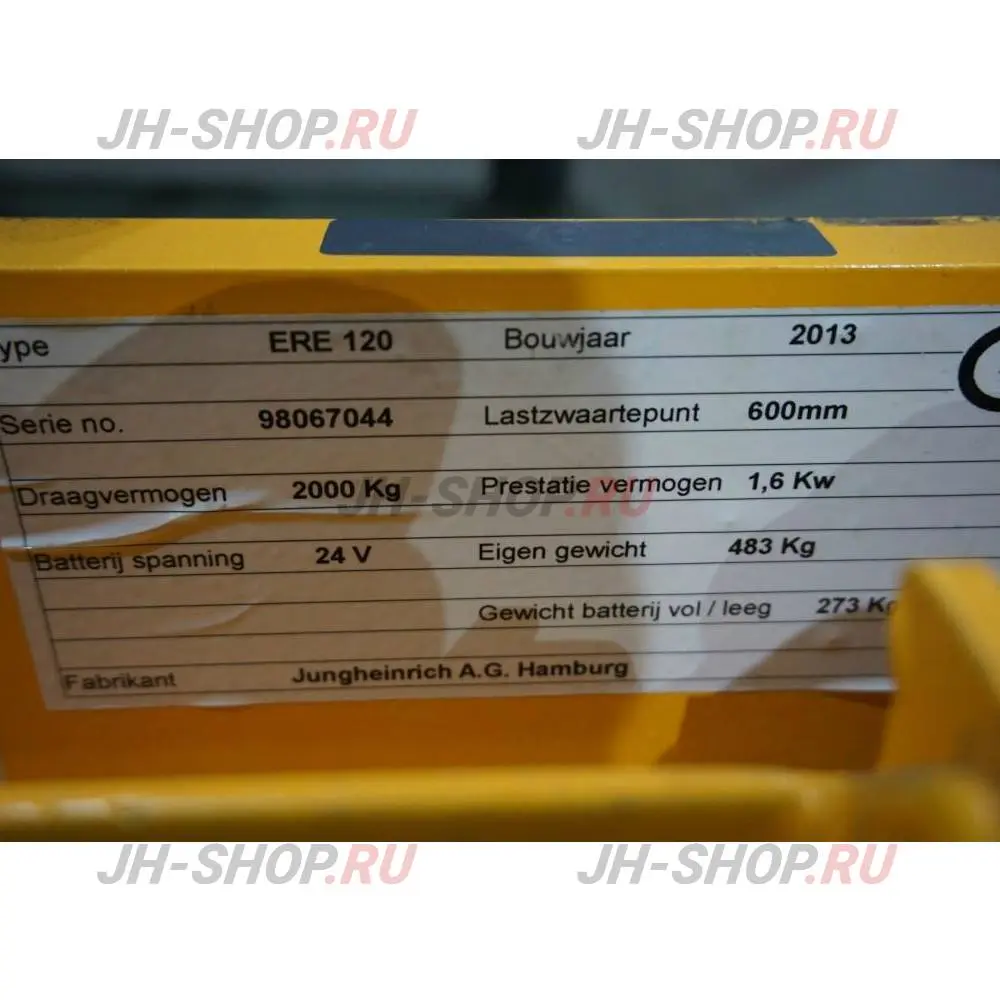 JH-SHOP.RU JH-SHOP.RU
ype ERE 120 Bouwjaar 2013
Serie no. 98067044 Lastzwaartepunt 600mm
Draagvermogen 2000 Kg Prestatie vermogen 1,6 Kw
JH-SHOP.RU
Batterij spanning 24 V Eigen gewicht 483 Kg
Gewicht batterij vol / leeg 273 Kg
Fabrikant Jungheinrich A.G. Hamburg
JH-SHOP.RU JH-SHOP.RU